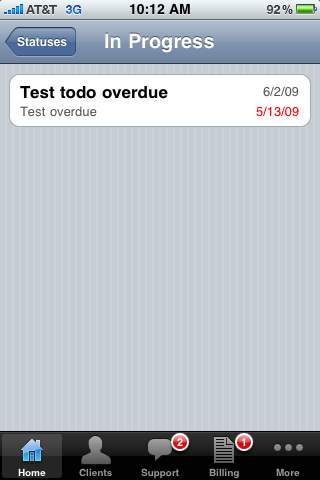 AT&T 3G 10:12 AM 92%
Statuses In Progress
Test todo overdue 6/2/09
Test overdue 5/13/09
2 1
Home Clients Support Billing More